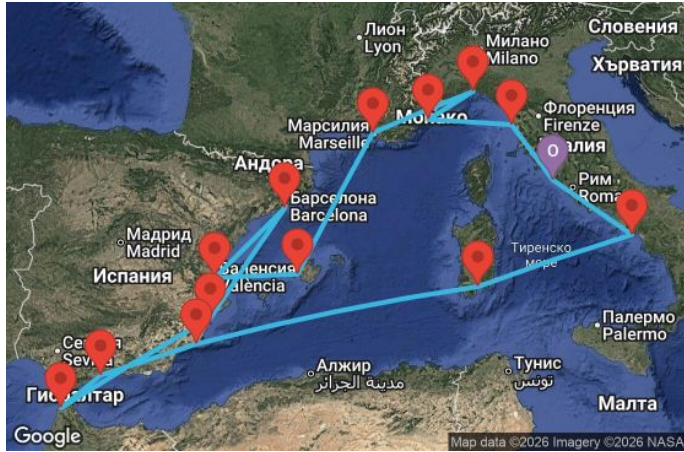 Словения
Хърватия
Лион
Lyon
Милано
Milano
Монако
Марсилия
Marseille
Флоренция
Firenze
Италия
О
Рим
Roma
Андора
Барселона
Barcelona
Мадрид
Madrid
Испания
Валенсия
València
Тиренско
море
Палермо
Palermo
Тунис
تونس
Малта
Алжир
مدينة الجزائر
Севиля
Sevilla
Гибралтар
Google
Map data ©2026 Imagery ©2026 NASA